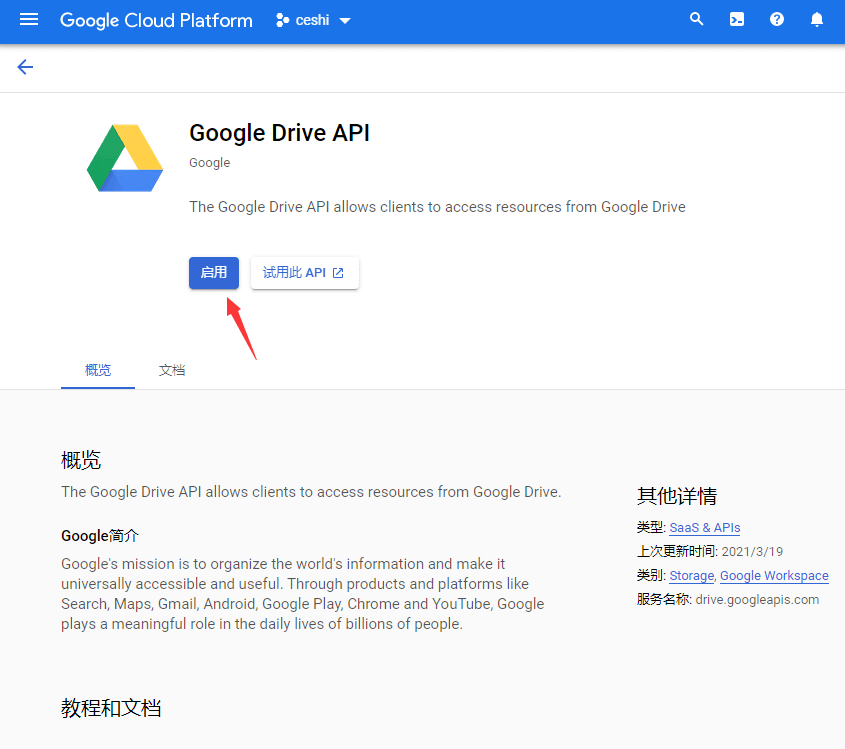 Google Cloud Platform
ceshi
Google Drive API
Google
The Google Drive API allows clients to access resources from Google Drive
启用
试用此 API
概览
文档
概览
The Google Drive API allows clients to access resources from Google Drive.
Google简介
Google's mission is to organize the world's information and make it
universally accessible and useful. Through products and platforms like
Search, Maps, Gmail, Android, Google Play, Chrome and YouTube, Google
plays a meaningful role in the daily lives of billions of people.
其他详情
类型: SaaS & APIs
上次更新时间: 2021/3/19
类别: Storage, Google Workspace
服务名称: drive.googleapis.com
教程和文档